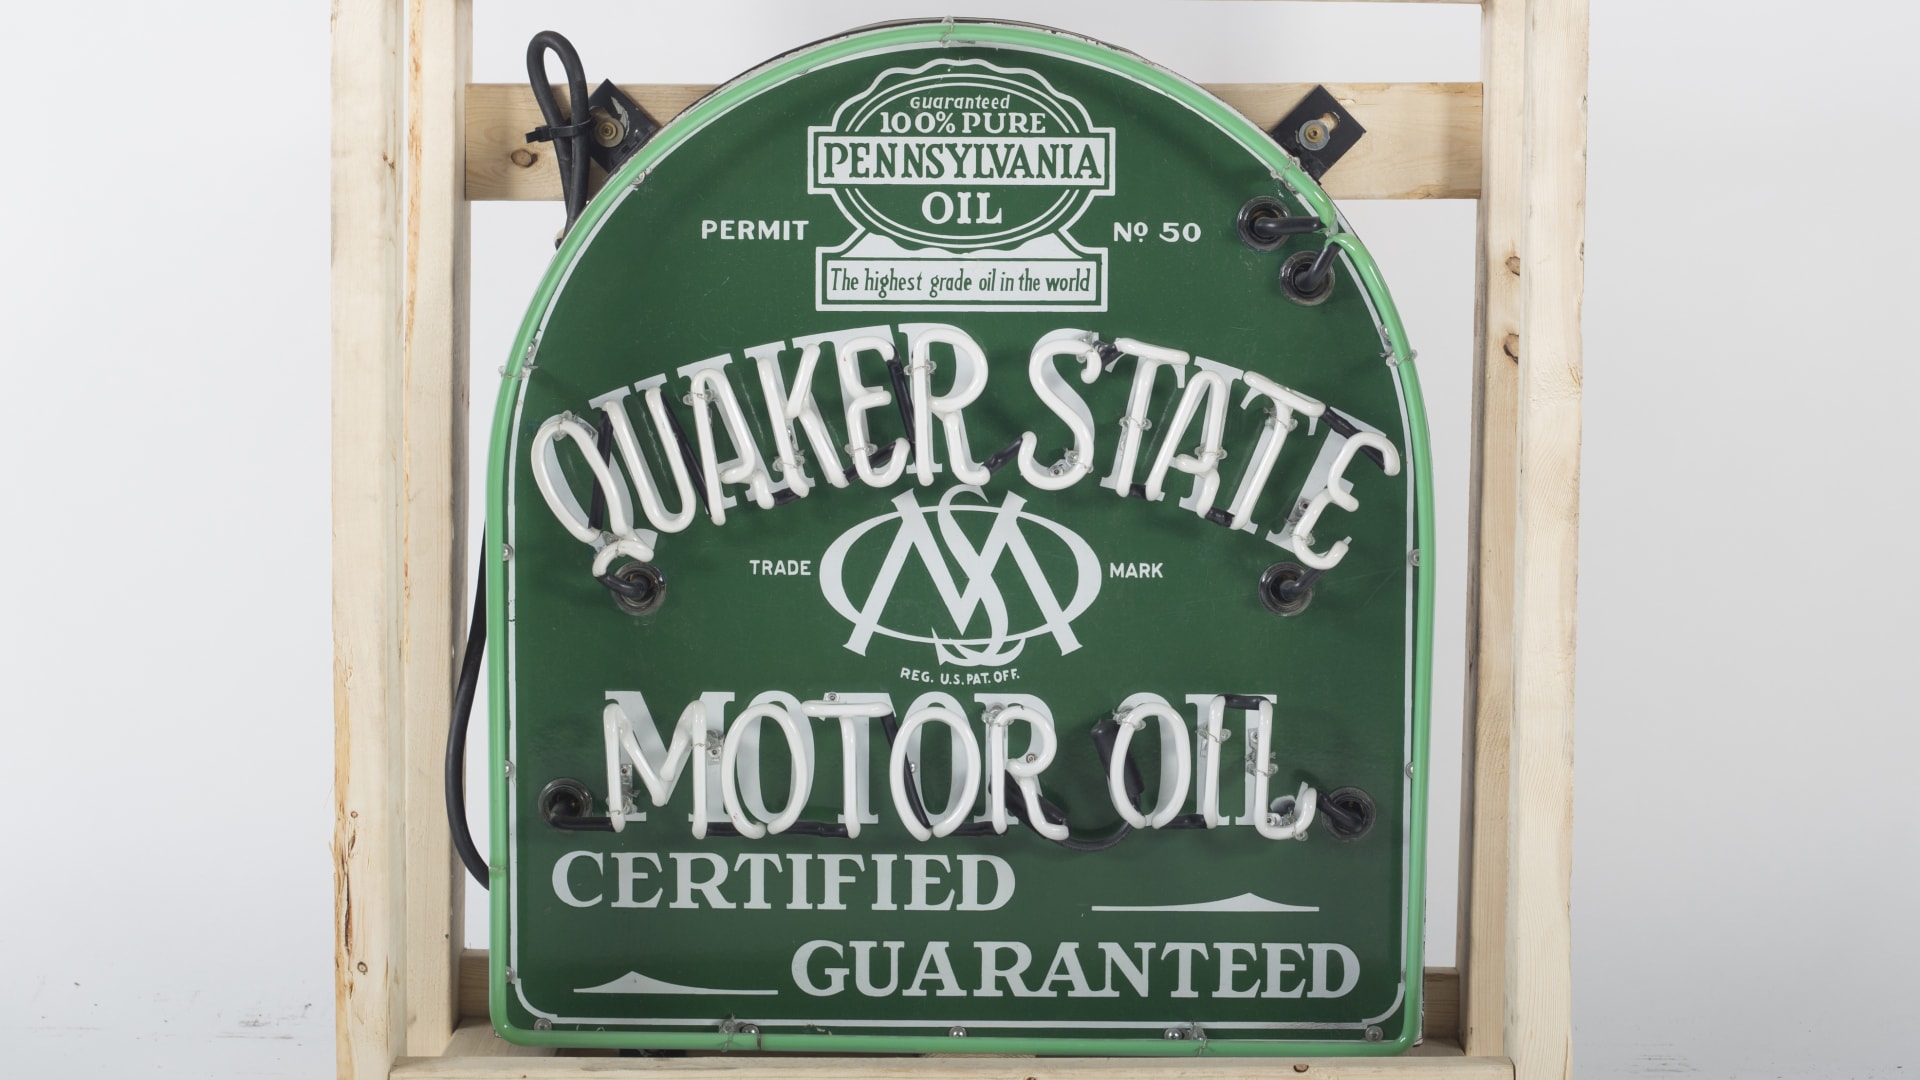 Guaranteed
100% PURE
PENNSYLVANIA
OIL
PERMIT Nº 50
The highest grade oil in the world
QUAKER STATE
TRADE MARK
REG. U.S. PAT. OFF.
MOTOR OIL
CERTIFIED
GUARANTEED